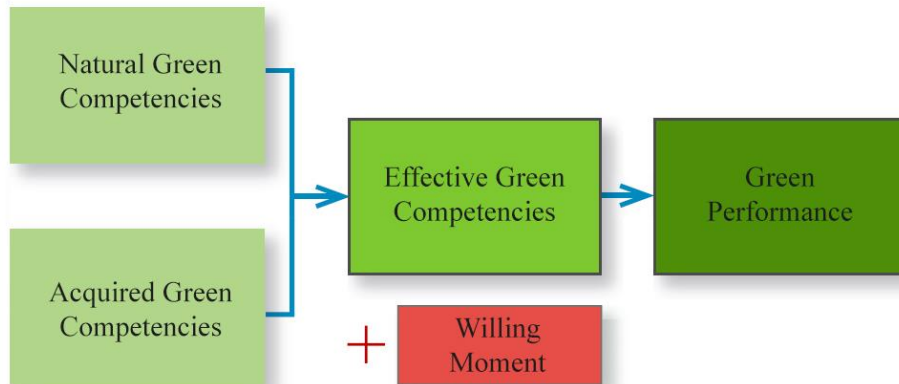 Natural Green
Competencies
Effective Green
Competencies
Green
Performance
Acquired Green
Competencies
+
Willing
Moment